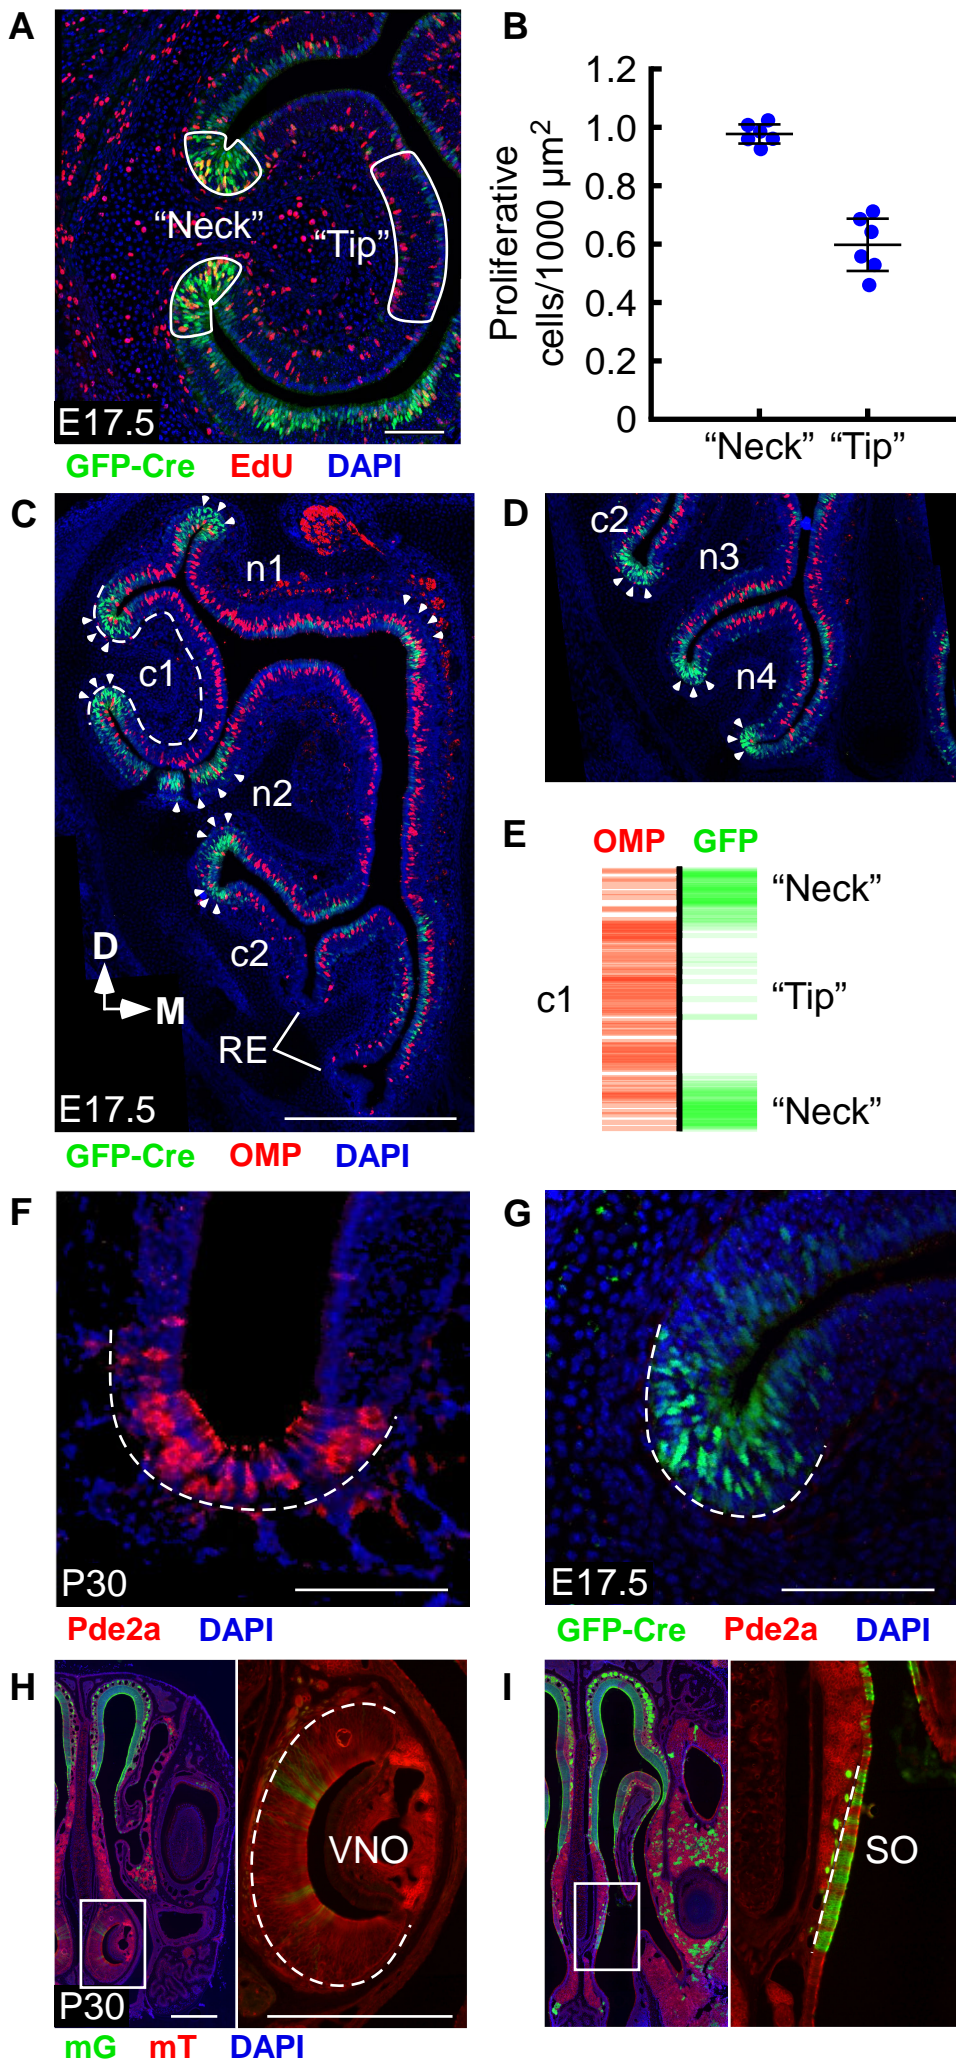 A
"Neck"
"Tip"
E17.5
GFP-Cre EdU DAPI
B
Proliferative
cells/1000 µm²
1.2
1.0
0.8
0.6
0.4
0.2
0
"Neck" "Tip"
C
n1
c1
n2
c2
D
M
RE
E17.5
GFP-Cre OMP DAPI
D
c2
n3
n4
E
OMP GFP
"Neck"
c1
"Tip"
"Neck"
F
P30
Pde2a DAPI
G
E17.5
GFP-Cre Pde2a DAPI
H
VNO
P30
mG mT DAPI
I
SO